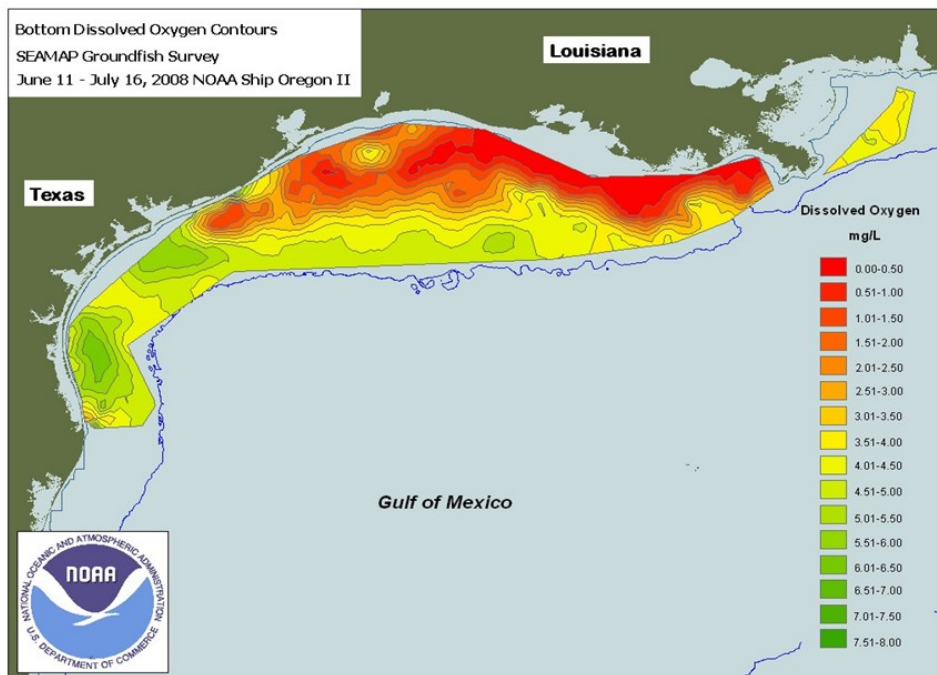 Bottom Dissolved Oxygen Contours
SEAMAP Groundfish Survey
June 11 - July 16, 2008 NOAA Ship Oregon II
Louisiana
Texas
Dissolved Oxygen
mg/L
0.00-0.50
0.51-1.00
1.01-1.50
1.51-2.00
2.01-2.50
2.51-3.00
3.01-3.50
3.51-4.00
4.01-4.50
4.51-5.00
5.01-5.50
5.51-6.00
6.01-6.50
6.51-7.00
7.01-7.50
7.51-8.00
Gulf of Mexico
NATIONAL OCEANIC AND ATMOSPHERIC ADMINISTRATION
NOAA
U.S. DEPARTMENT OF COMMERCE